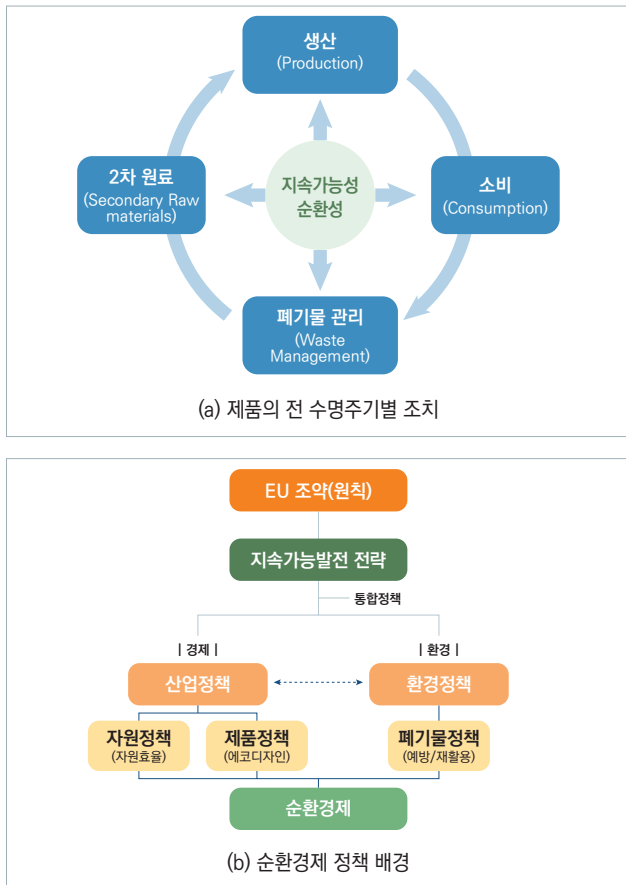 생산
(Production)
2차 원료
(Secondary Raw
materials)
지속가능성
순환성
소비
(Consumption)
폐기물 관리
(Waste
Management)
(a) 제품의 전 수명주기별 조치
EU 조약(원칙)
지속가능발전 전략
통합정책
| 경제 |
| 환경 |
산업정책
환경정책
자원정책
(자원효율)
제품정책
(에코디자인)
폐기물정책
(예방/재활용)
순환경제
(b) 순환경제 정책 배경